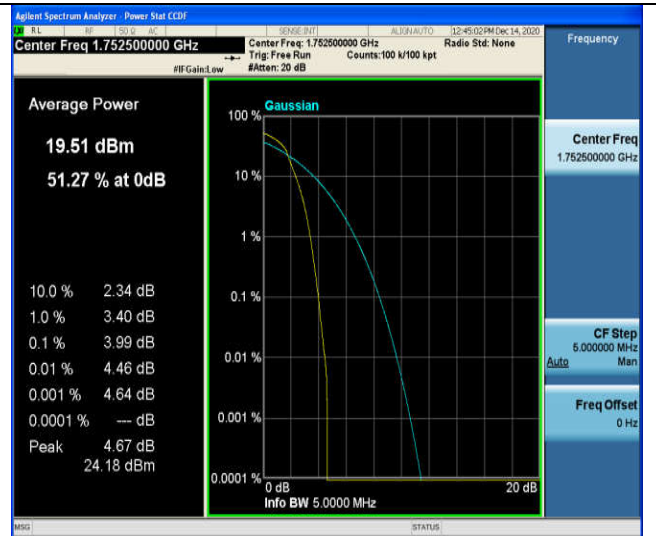 Agilent Spectrum Analyzer - Power Stat CCDF
RL RF 50 Ω AC SENSE:INT ALIGN AUTO 12:45:02 PM Dec 14, 2020
Center Freq 1.752500000 GHz
Center Freq: 1.752500000 GHz Radio Std: None
Trig: Free Run Counts:100 k/100 kpt
#IFGain:Low #Atten: 20 dB
Frequency
Average Power
19.51 dBm
51.27 % at 0dB
10.0 % 2.34 dB
1.0 % 3.40 dB
0.1 % 3.99 dB
0.01 % 4.46 dB
0.001 % 4.64 dB
0.0001 % --- dB
Peak 4.67 dB
24.18 dBm
Gaussian
100 %
10 %
1 %
0.1 %
0.01 %
0.001 %
0.0001 %
0 dB 20 dB
Info BW 5.0000 MHz
Center Freq
1.752500000 GHz
CF Step
5.000000 MHz
Auto Man
Freq Offset
0 Hz
MSG STATUS